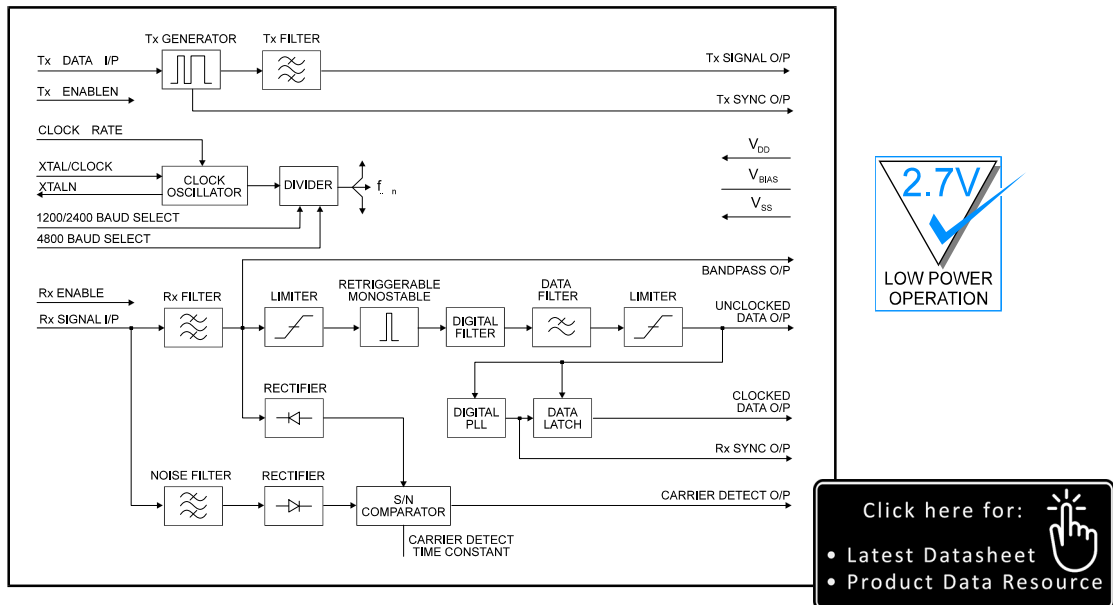 Tx GENERATOR
Tx FILTER
Tx DATA I/P
Tx SIGNAL O/P
Tx ENABLEN
Tx SYNC O/P
CLOCK RATE
XTAL/CLOCK
XTALN
CLOCK
OSCILLATOR
DIVIDER
f.. n
VDD
VBIAS
VSS
1200/2400 BAUD SELECT
4800 BAUD SELECT
BANDPASS O/P
Rx ENABLE
Rx SIGNAL I/P
Rx FILTER
LIMITER
RETRIGGERABLE
MONOSTABLE
DIGITAL
FILTER
DATA
FILTER
LIMITER
UNCLOCKED
DATA O/P
RECTIFIER
DIGITAL
PLL
DATA
LATCH
CLOCKED
DATA O/P
Rx SYNC O/P
NOISE FILTER
RECTIFIER
S/N
COMPARATOR
CARRIER DETECT O/P
CARRIER DETECT
TIME CONSTANT
2.7V
LOW POWER
OPERATION
Click here for:
• Latest Datasheet
• Product Data Resource